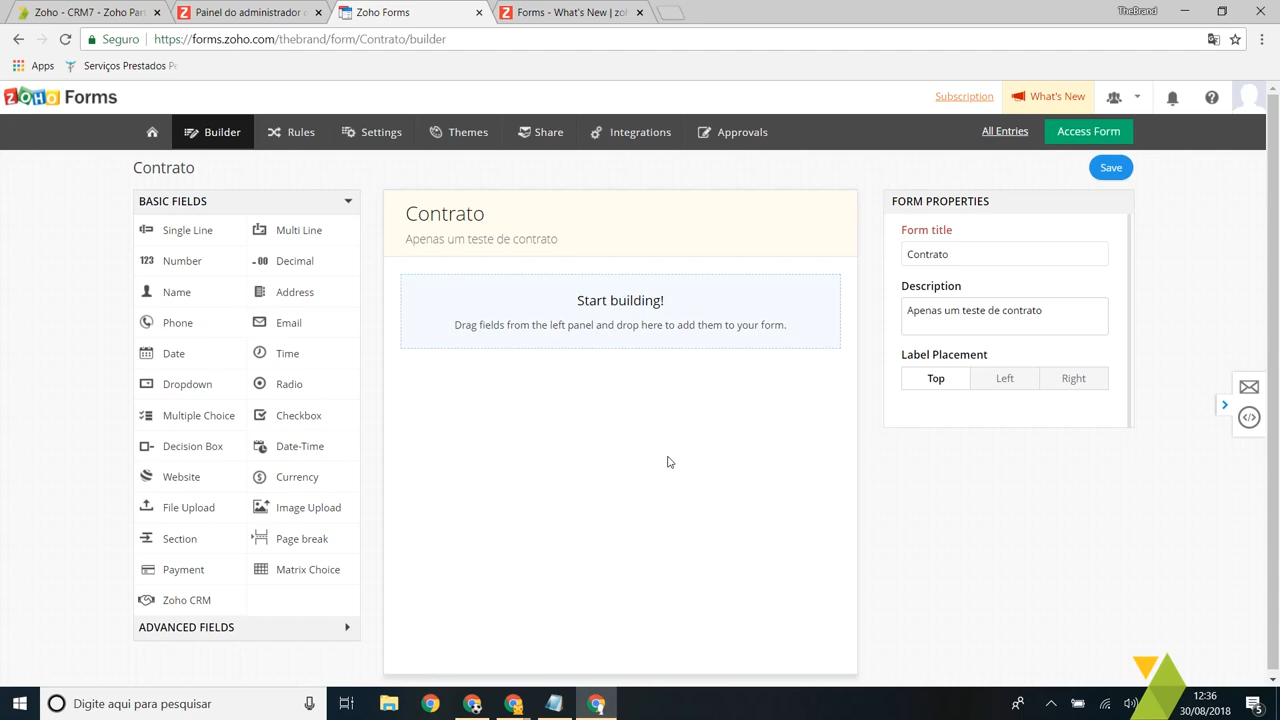 Zoho - CRM7 - Zoho Par
Painel do administrador
Zoho Forms
Forms - What's New | zo
TheBrand
Seguro
https://forms.zoho.com/thebrand/form/Contrato/builder
Apps
Serviços Prestados Pe
ZOHO Forms
Subscription
What's New
Builder
Rules
Settings
Themes
Share
Integrations
Approvals
All Entries
Access Form
Contrato
Save
BASIC FIELDS
Single Line
Multi Line
123 Number
.00 Decimal
Name
Address
Phone
Email
Date
Time
Dropdown
Radio
Multiple Choice
Checkbox
Decision Box
Date-Time
Website
Currency
File Upload
Image Upload
Section
Page break
Payment
Matrix Choice
Zoho CRM
ADVANCED FIELDS
Contrato
Apenas um teste de contrato
Start building!
Drag fields from the left panel and drop here to add them to your form.
FORM PROPERTIES
Form title
Contrato
Description
Apenas um teste de contrato
Label Placement
Top
Left
Right
Digite aqui para pesquisar
12:36
30/08/2018
5